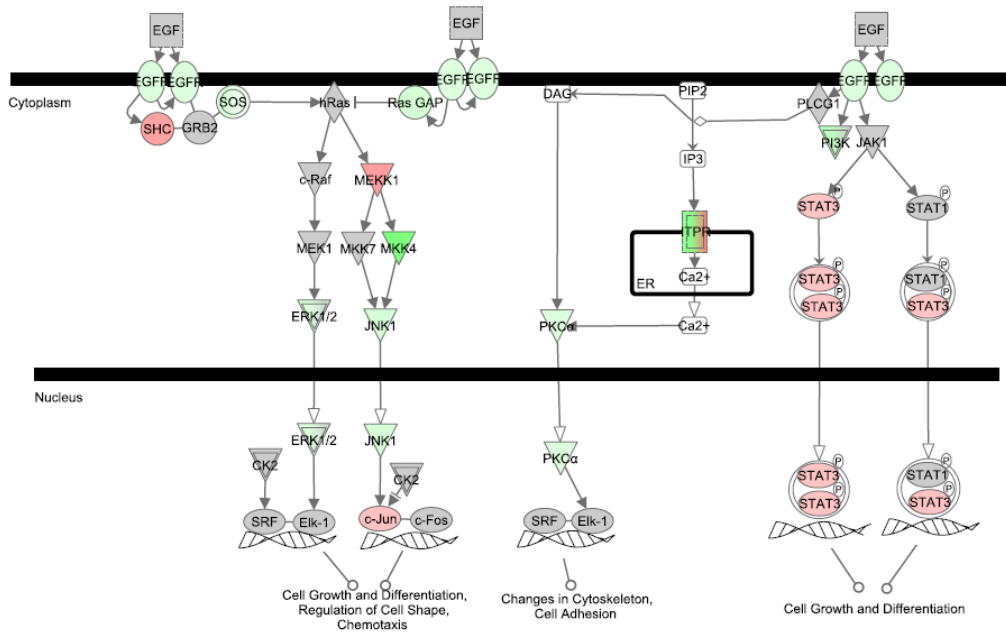 EGF
EGF
EGF
EGFR
EGFR
EGFR
EGFR
EGFR
EGFR
Cytoplasm
SOS
hRas
Ras GAP
DAG
PIP2
PLCG1
SHC
GRB2
PI3K
JAK1
IP3
c-Raf
MEKK1
P
P
STAT3
STAT1
ITPR
MEK1
MKK7
MKK4
P
P
STAT3
STAT1
ER
Ca2+
P
P
STAT3
STAT3
ERK1/2
JNK1
PKCα
Ca2+
Nucleus
ERK1/2
JNK1
PKCα
P
P
CK2
CK2
STAT3
STAT1
P
P
STAT3
STAT3
SRF
Elk-1
c-Jun
c-Fos
SRF
Elk-1
Cell Growth and Differentiation,
Regulation of Cell Shape,
Chemotaxis
Changes in Cytoskeleton,
Cell Adhesion
Cell Growth and Differentiation